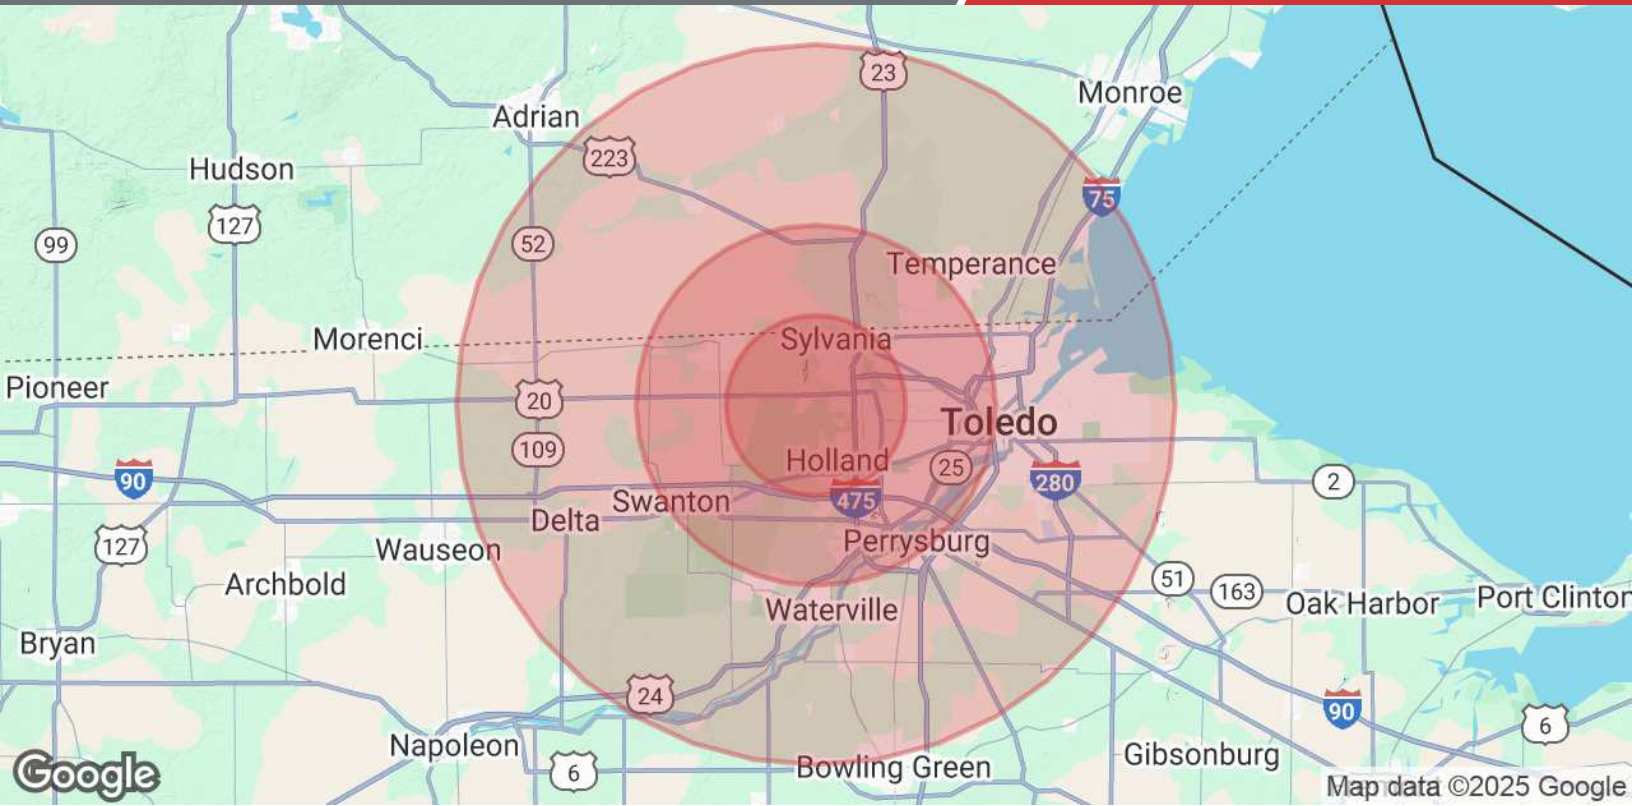 23
Monroe
Adrian
223
Hudson
75
127
99
52
Temperance
Morenci
Sylvania
Pioneer
20
Toledo
109
Holland
25
90
280
2
475
Swanton
Delta
127
Wauseon
Perrysburg
Archbold
51
163
Oak Harbor
Port Clinton
Waterville
Bryan
24
90
6
Napoleon
Gibsonburg
6
Bowling Green
Google
Map data ©2025 Google